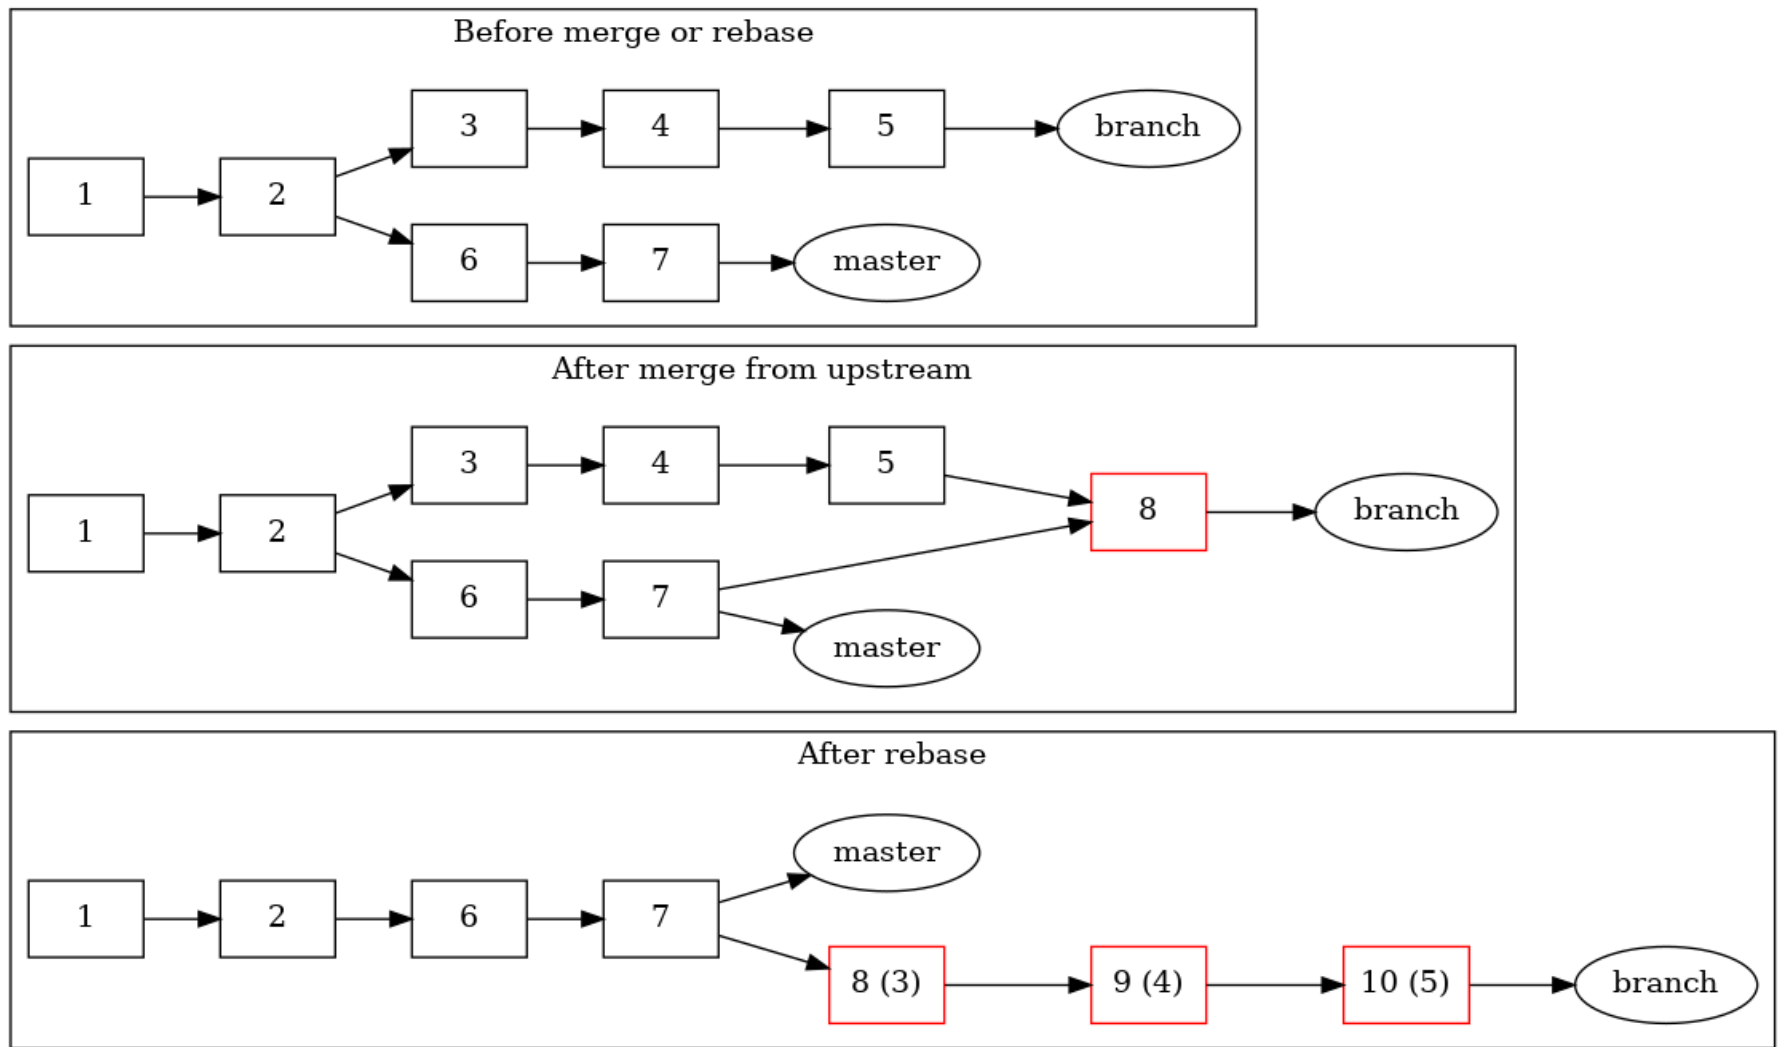 Before merge or rebase
3
4
5
branch
1
2
6
7
master
After merge from upstream
3
4
5
8
branch
1
2
6
7
master
After rebase
master
1
2
6
7
8 (3)
9 (4)
10 (5)
branch